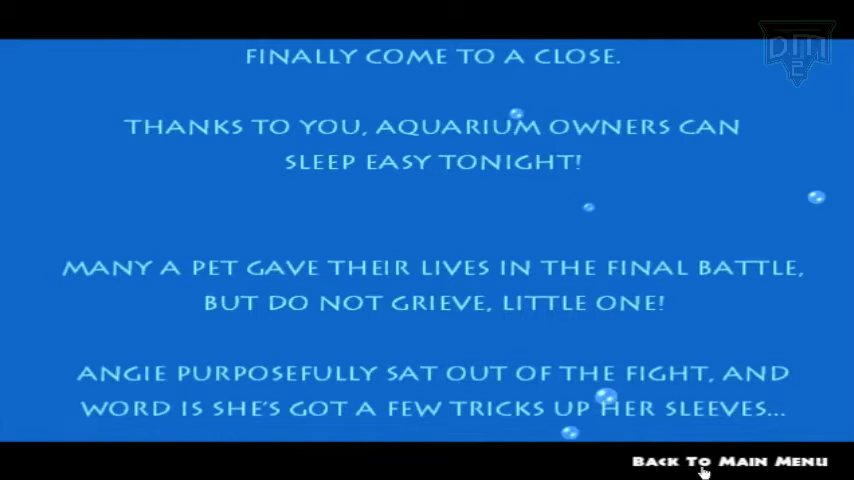 DM
2
FINALLY COME TO A CLOSE.
THANKS TO YOU, AQUARIUM OWNERS CAN
SLEEP EASY TONIGHT!
MANY A PET GAVE THEIR LIVES IN THE FINAL BATTLE,
BUT DO NOT GRIEVE, LITTLE ONE!
ANGIE PURPOSEFULLY SAT OUT OF THE FIGHT, AND
WORD IS SHE'S GOT A FEW TRICKS UP HER SLEEVES...
BACK TO MAIN MENU